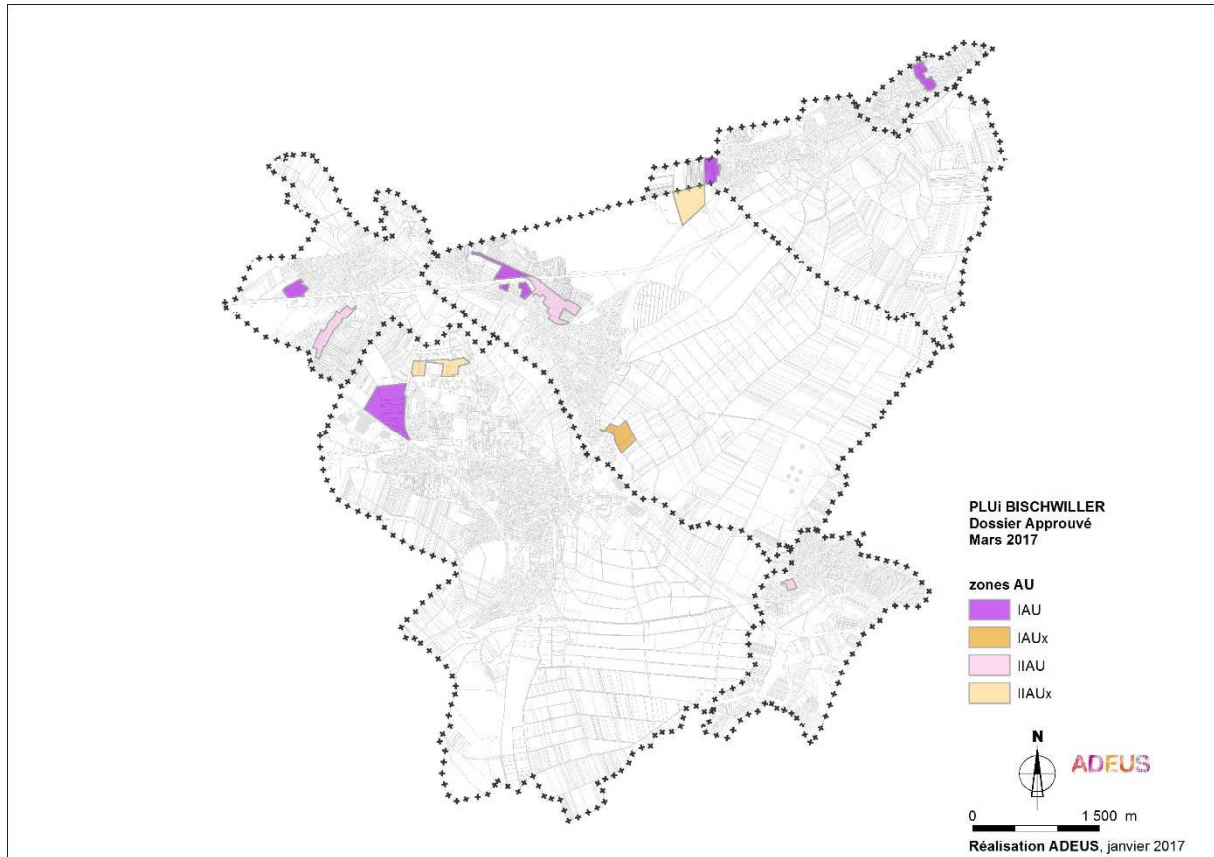 PLUi BISCHWILLER
Dossier Approuvé
Mars 2017
zones AU
IAU
IAUx
IIAU
IIAUx
N
ADEUS
0 1 500 m
Réalisation ADEUS, janvier 2017